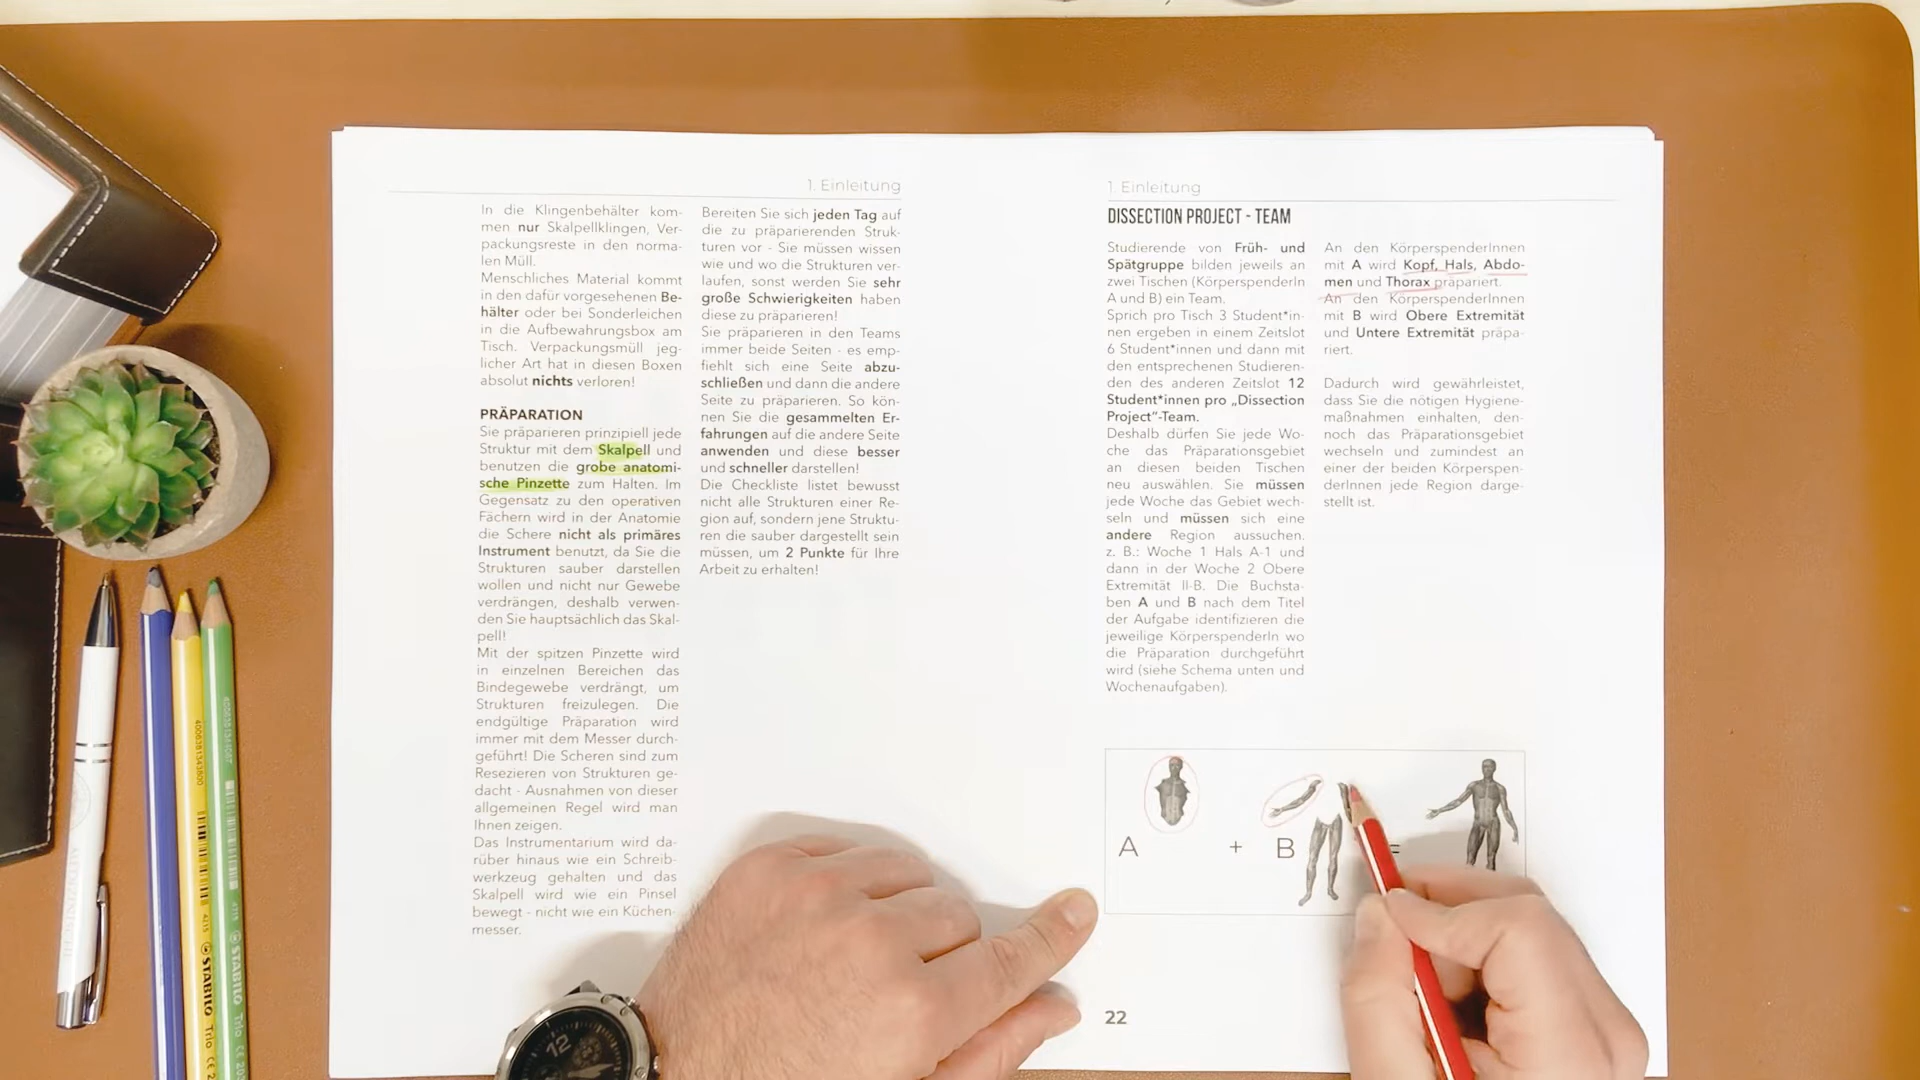 1. Einleitung
In die Klingenbehälter kom-
men nur Skalpellklingen, Ver-
packungsreste in den norma-
len Müll.
Menschliches Material kommt
in den dafür vorgesehenen Be-
hälter oder bei Sonderleichen
in die Aufbewahrungsbox am
Tisch. Verpackungsmüll jeg-
licher Art hat in diesen Boxen
absolut nichts verloren!
PRÄPARATION
Sie präparieren prinzipiell jede
Struktur mit dem Skalpell und
benutzen die grobe anatomi-
sche Pinzette zum Halten. Im
Gegensatz zu den operativen
Fächern wird in der Anatomie
die Schere nicht als primäres
Instrument benutzt, da Sie die
Strukturen sauber darstellen
wollen und nicht nur Gewebe
verdrängen, deshalb verwen-
den Sie hauptsächlich das Skal-
pell!
Mit der spitzen Pinzette wird
in einzelnen Bereichen das
Bindegewebe verdrängt, um
Strukturen freizulegen. Die
endgültige Präparation wird
immer mit dem Messer durch-
geführt! Die Scheren sind zum
Resezieren von Strukturen ge-
dacht - Ausnahmen von dieser
allgemeinen Regel wird man
Ihnen zeigen.
Das Instrumentarium wird da-
rüber hinaus wie ein Schreib-
werkzeug gehalten und das
Skalpell wird wie ein Pinsel
bewegt - nicht wie ein Küchen-
messer.
Bereiten Sie sich jeden Tag auf
die zu präparierenden Struk-
turen vor - Sie müssen wissen
wie und wo die Strukturen ver-
laufen, sonst werden Sie sehr
große Schwierigkeiten haben
diese zu präparieren!
Sie präparieren in den Teams
immer beide Seiten - es emp-
fiehlt sich eine Seite abzu-
schließen und dann die andere
Seite zu präparieren. So kön-
nen Sie die gesammelten Er-
fahrungen auf die andere Seite
anwenden und diese besser
und schneller darstellen!
Die Checkliste listet bewusst
nicht alle Strukturen einer Re-
gion auf, sondern jene Struktu-
ren die sauber dargestellt sein
müssen, um 2 Punkte für Ihre
Arbeit zu erhalten!
1. Einleitung
DISSECTION PROJECT - TEAM
Studierende von Früh- und
Spätgruppe bilden jeweils an
zwei Tischen (KörperspenderIn
A und B) ein Team.
Sprich pro Tisch 3 Student*in-
nen ergeben in einem Zeitslot
6 Student*innen und dann mit
den entsprechenden Studieren-
den des anderen Zeitslot 12
Student*innen pro „Dissection
Project"-Team.
Deshalb dürfen Sie jede Wo-
che das Präparationsgebiet
an diesen beiden Tischen
neu auswählen. Sie müssen
jede Woche das Gebiet wech-
seln und müssen sich eine
andere Region aussuchen.
z. B.: Woche 1 Hals A-1 und
dann in der Woche 2 Obere
Extremität II-B. Die Buchsta-
ben A und B nach dem Titel
der Aufgabe identifizieren die
jeweilige KörperspenderIn wo
die Präparation durchgeführt
wird (siehe Schema unten und
Wochenaufgaben).
An den KörperspenderInnen
mit A wird Kopf, Hals, Abdo-
men und Thorax präpariert.
An den KörperspenderInnen
mit B wird Obere Extremität
und Untere Extremität präpa-
riert.
Dadurch wird gewährleistet,
dass Sie die nötigen Hygiene-
maßnahmen einhalten, den-
noch das Präparationsgebiet
wechseln und zumindest an
einer der beiden Körperspen-
derInnen jede Region darge-
stellt ist.
A + B =
22
12
STABILO
STABILO Trio